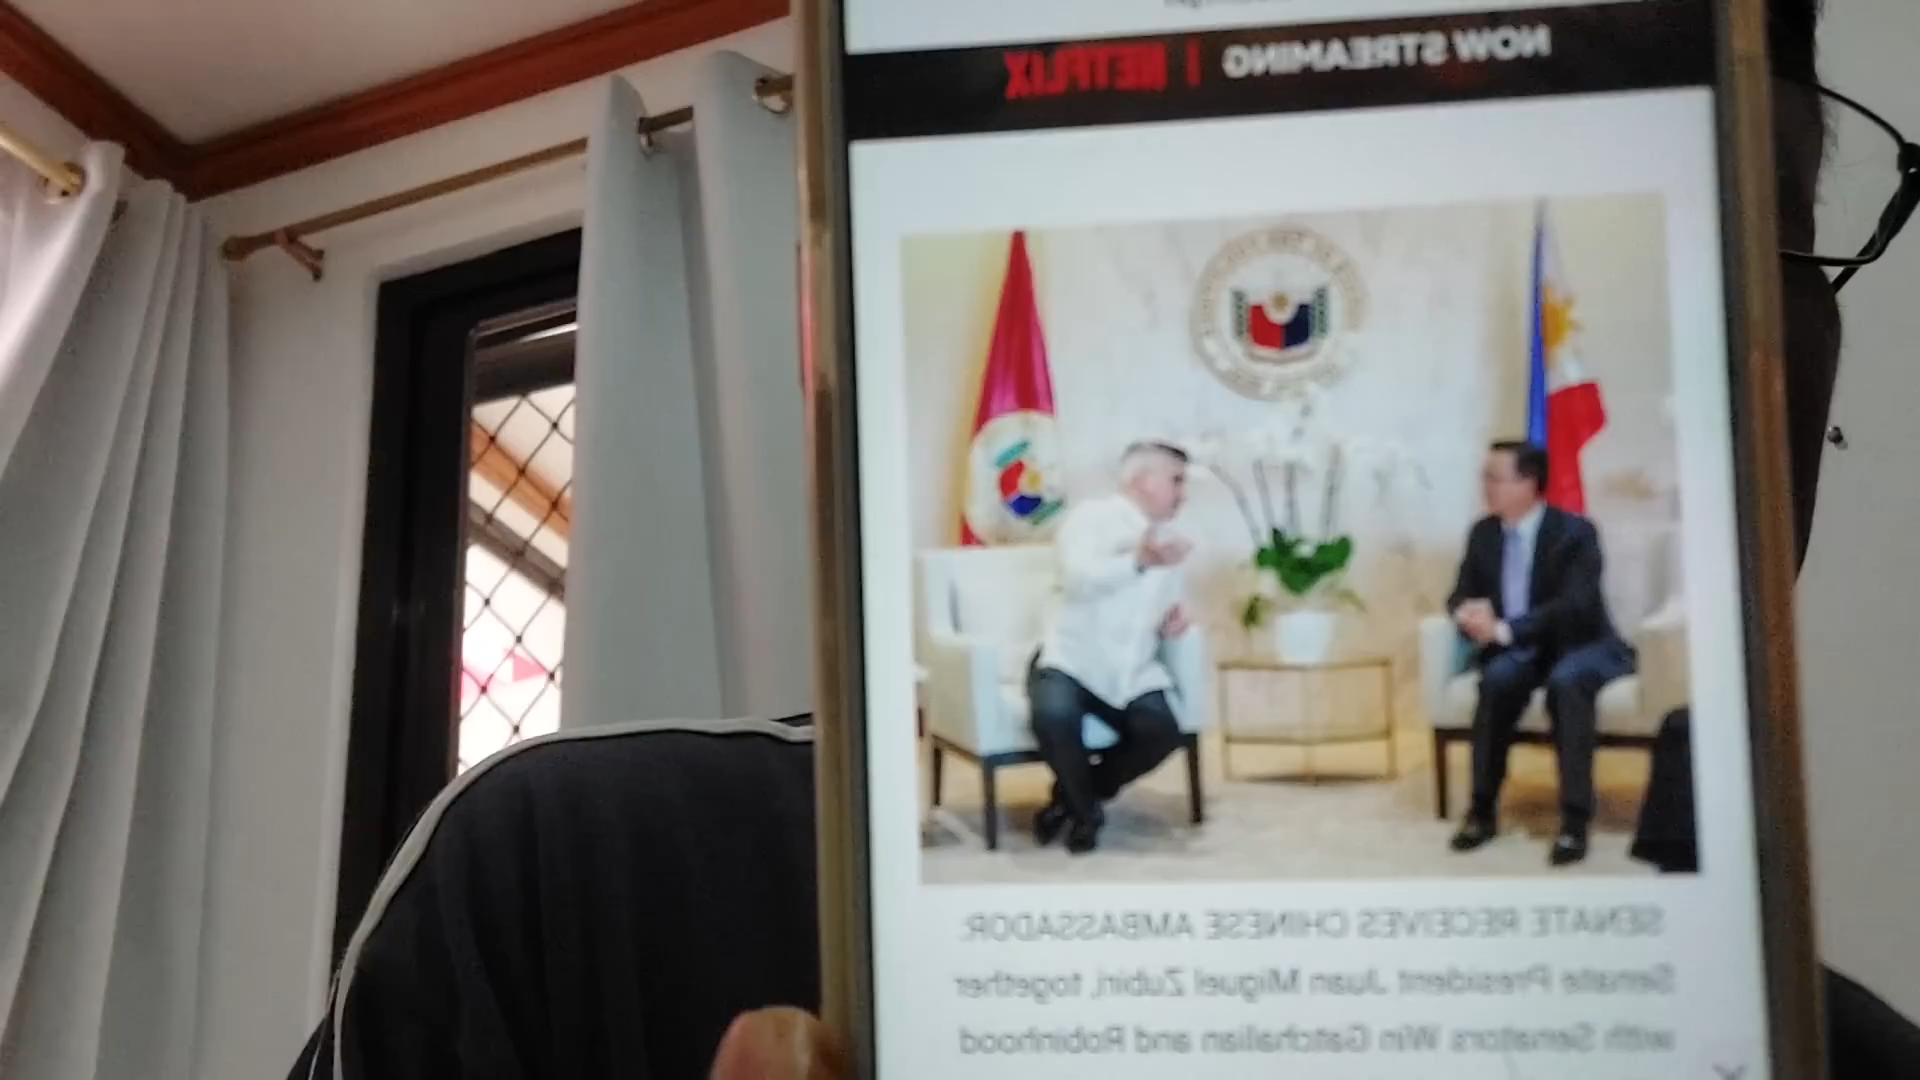 NOW STREAMING | NETFLIX
SENATE RECEIVES CHINESE AMBASSADOR:
Senate President Juan Miguel Zubiri, together
with Senators Win Gatchalian and Robinhood